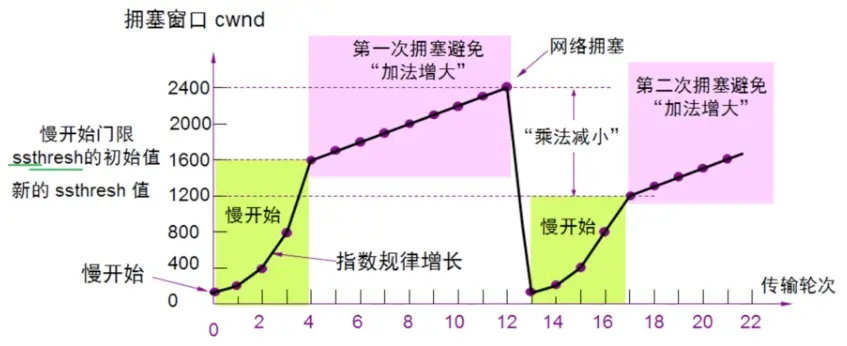 拥塞窗口 cwnd
第一次拥塞避免
“加法增大”
网络拥塞
第二次拥塞避免
“加法增大”
2400
2000
慢开始门限
ssthresh的初始值
1600
“乘法减小”
新的 ssthresh 值
1200
慢开始
慢开始
800
指数规律增长
400
慢开始
传输轮次
0
0
2
4
6
8
10
12
14
16
18
20
22